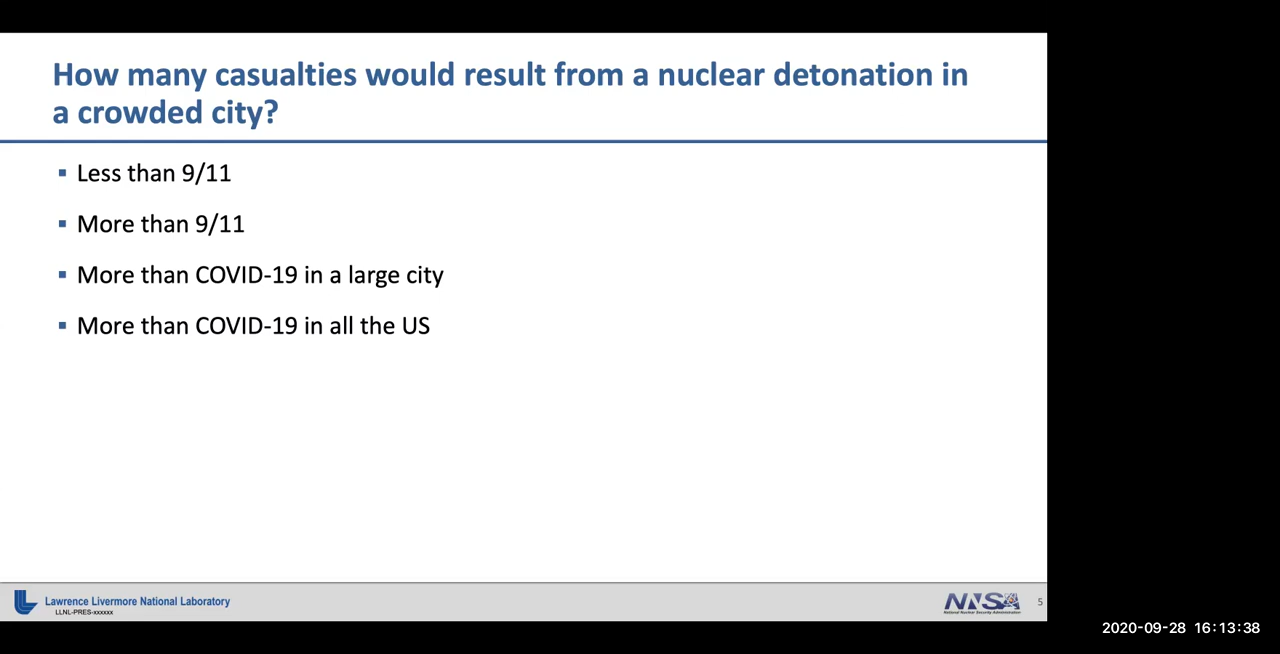 How many casualties would result from a nuclear detonation in
a crowded city?
▪ Less than 9/11
▪ More than 9/11
▪ More than COVID-19 in a large city
▪ More than COVID-19 in all the US
Lawrence Livermore National Laboratory
LLNL-PRES-xxxxxx
NNSA
National Nuclear Security Administration
5
2020-09-28 16:13:38